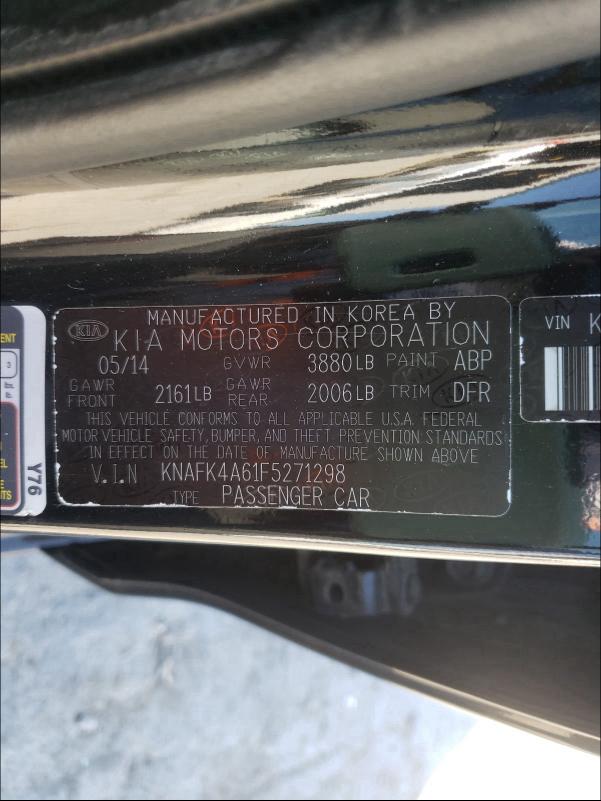 MANUFACTURED IN KOREA BY
KIA
KIA MOTORS CORPORATION
05/14 GVWR 3880LB PAINT ABP
GAWR FRONT 2161LB GAWR REAR 2006LB TRIM DFR
THIS VEHICLE CONFORMS TO ALL APPLICABLE U.S.A. FEDERAL
MOTOR VEHICLE SAFETY, BUMPER, AND THEFT PREVENTION STANDARDS
IN EFFECT ON THE DATE OF MANUFACTURE SHOWN ABOVE
V.I.N KNAFK4A61F5271298
TYPE PASSENGER CAR
VIN K
Y76